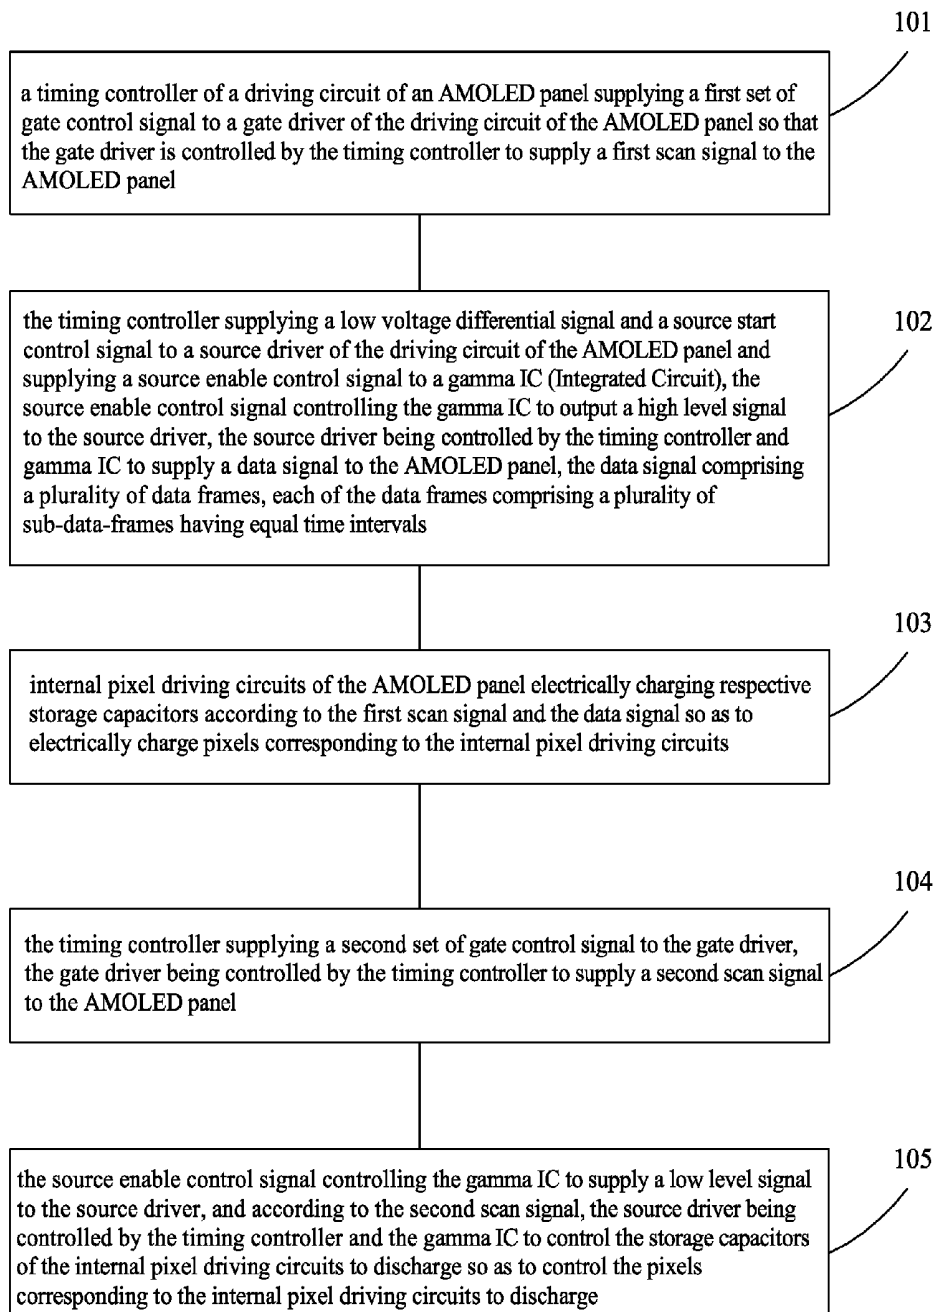 101
a timing controller of a driving circuit of an AMOLED panel supplying a first set of
gate control signal to a gate driver of the driving circuit of the AMOLED panel so that
the gate driver is controlled by the timing controller to supply a first scan signal to the
AMOLED panel
102
the timing controller supplying a low voltage differential signal and a source start
control signal to a source driver of the driving circuit of the AMOLED panel and
supplying a source enable control signal to a gamma IC (Integrated Circuit), the
source enable control signal controlling the gamma IC to output a high level signal
to the source driver, the source driver being controlled by the timing controller and
gamma IC to supply a data signal to the AMOLED panel, the data signal comprising
a plurality of data frames, each of the data frames comprising a plurality of
sub-data-frames having equal time intervals
103
internal pixel driving circuits of the AMOLED panel electrically charging respective
storage capacitors according to the first scan signal and the data signal so as to
electrically charge pixels corresponding to the internal pixel driving circuits
104
the timing controller supplying a second set of gate control signal to the gate driver,
the gate driver being controlled by the timing controller to supply a second scan signal
to the AMOLED panel
105
the source enable control signal controlling the gamma IC to supply a low level signal
to the source driver, and according to the second scan signal, the source driver being
controlled by the timing controller and the gamma IC to control the storage capacitors
of the internal pixel driving circuits to discharge so as to control the pixels
corresponding to the internal pixel driving circuits to discharge